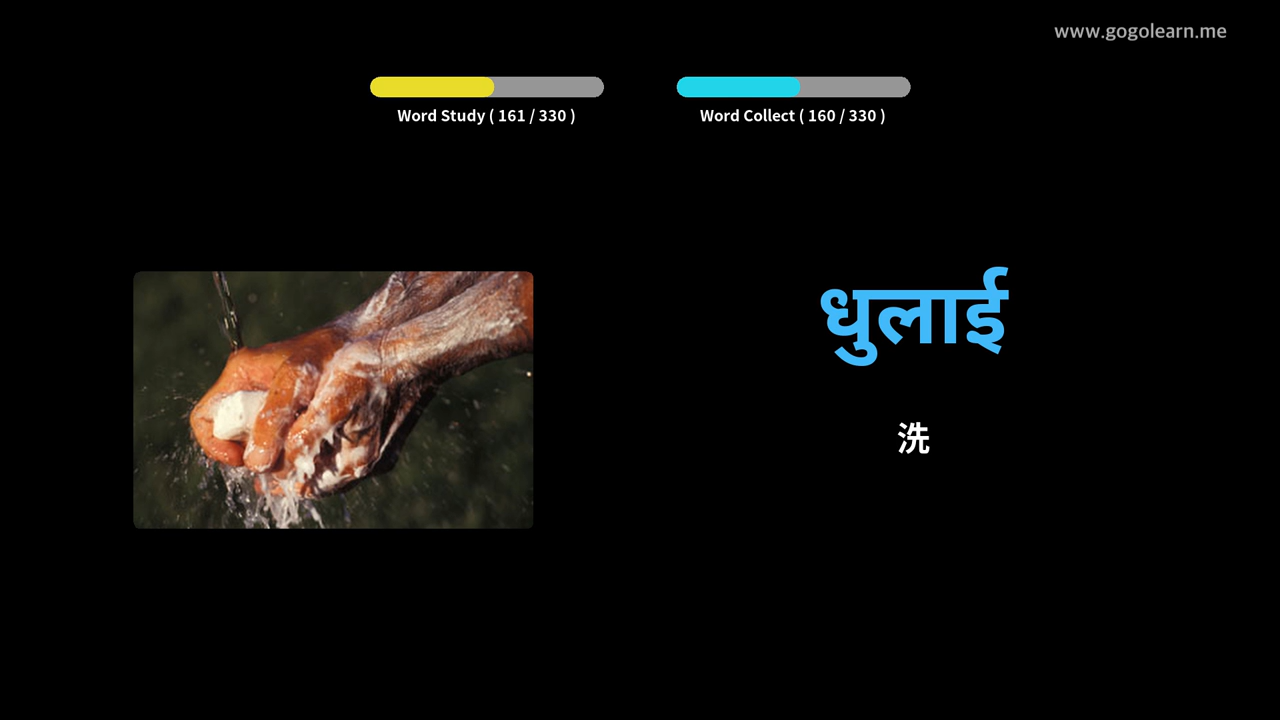 www.gogolearn.me
Word Study ( 161 / 330 )
Word Collect ( 160 / 330 )
धुलाई
洗